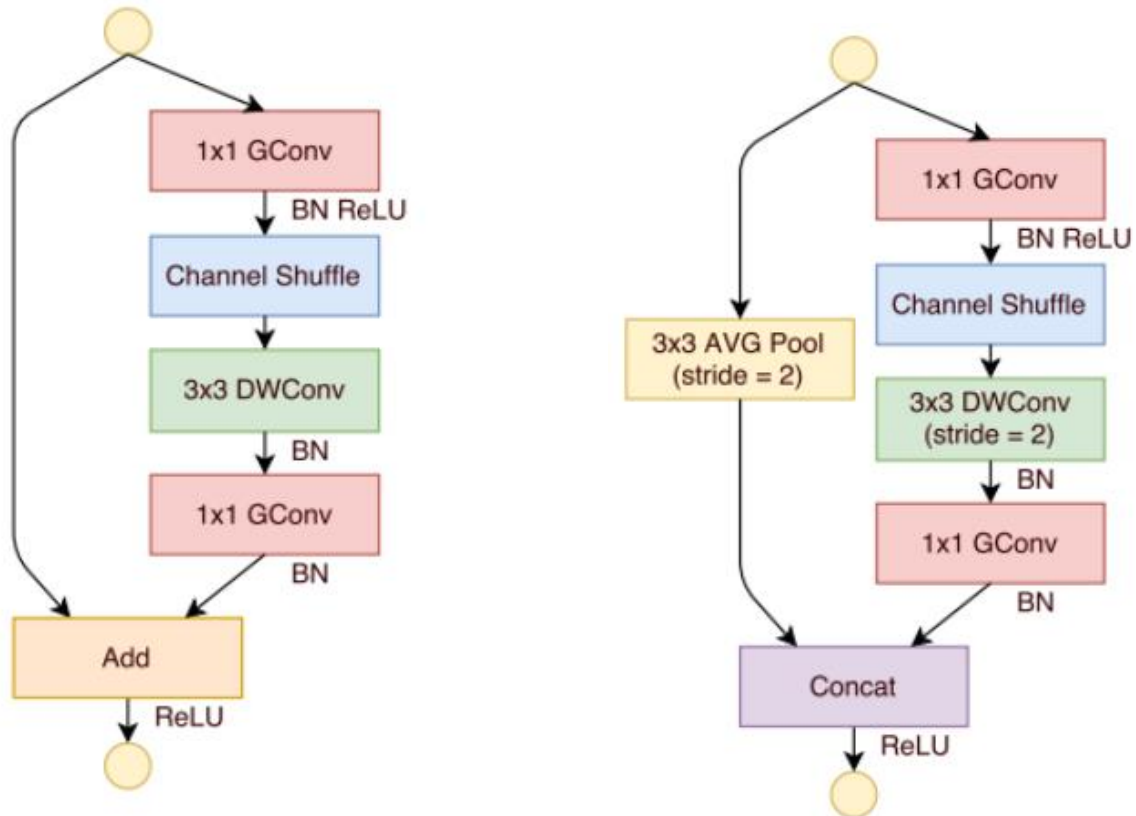 1x1 GConv
BN ReLU
Channel Shuffle
3x3 DWConv
BN
1x1 GConv
BN
Add
ReLU
1x1 GConv
BN ReLU
Channel Shuffle
3x3 AVG Pool
(stride = 2)
3x3 DWConv
(stride = 2)
BN
1x1 GConv
BN
Concat
ReLU